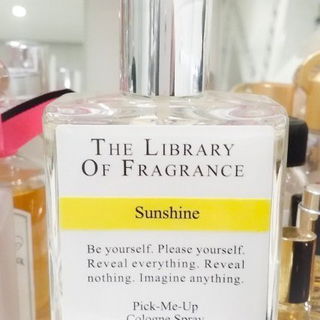 THE LIBRARY
OF FRAGRANCE
Sunshine
Be yourself. Please yourself.
Reveal everything. Reveal
nothing. Imagine anything.
Pick-Me-Up
Cologne Spray